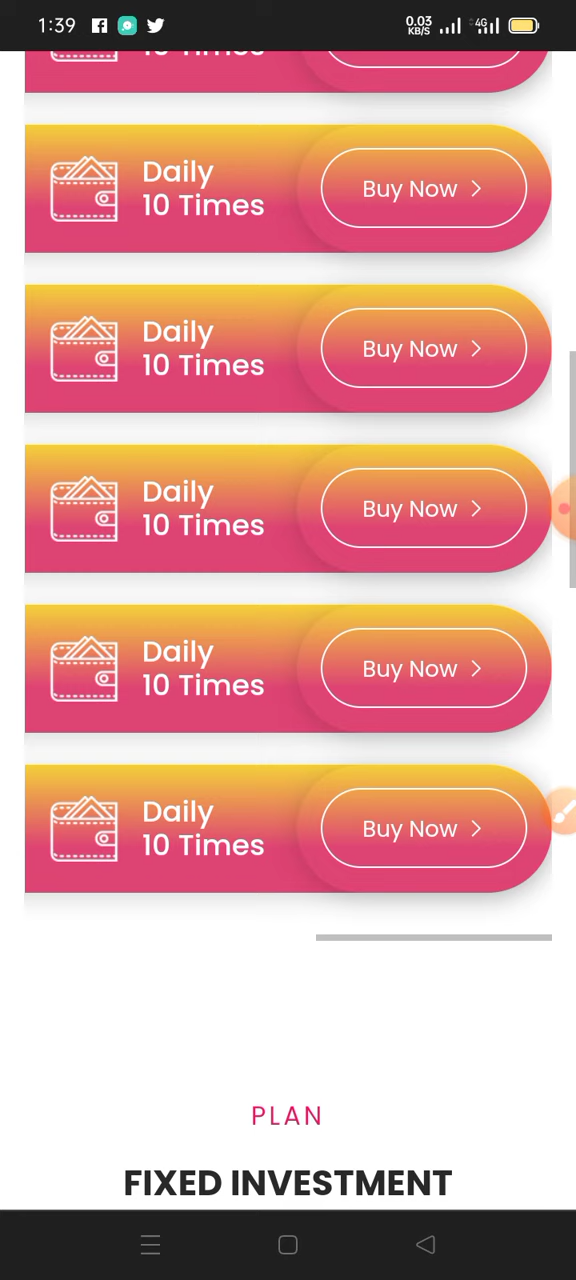 1:39
0.03
KB/S
4G
Daily
10 Times
Buy Now
Daily
10 Times
Buy Now
Daily
10 Times
Buy Now
Daily
10 Times
Buy Now
Daily
10 Times
Buy Now
PLAN
FIXED INVESTMENT